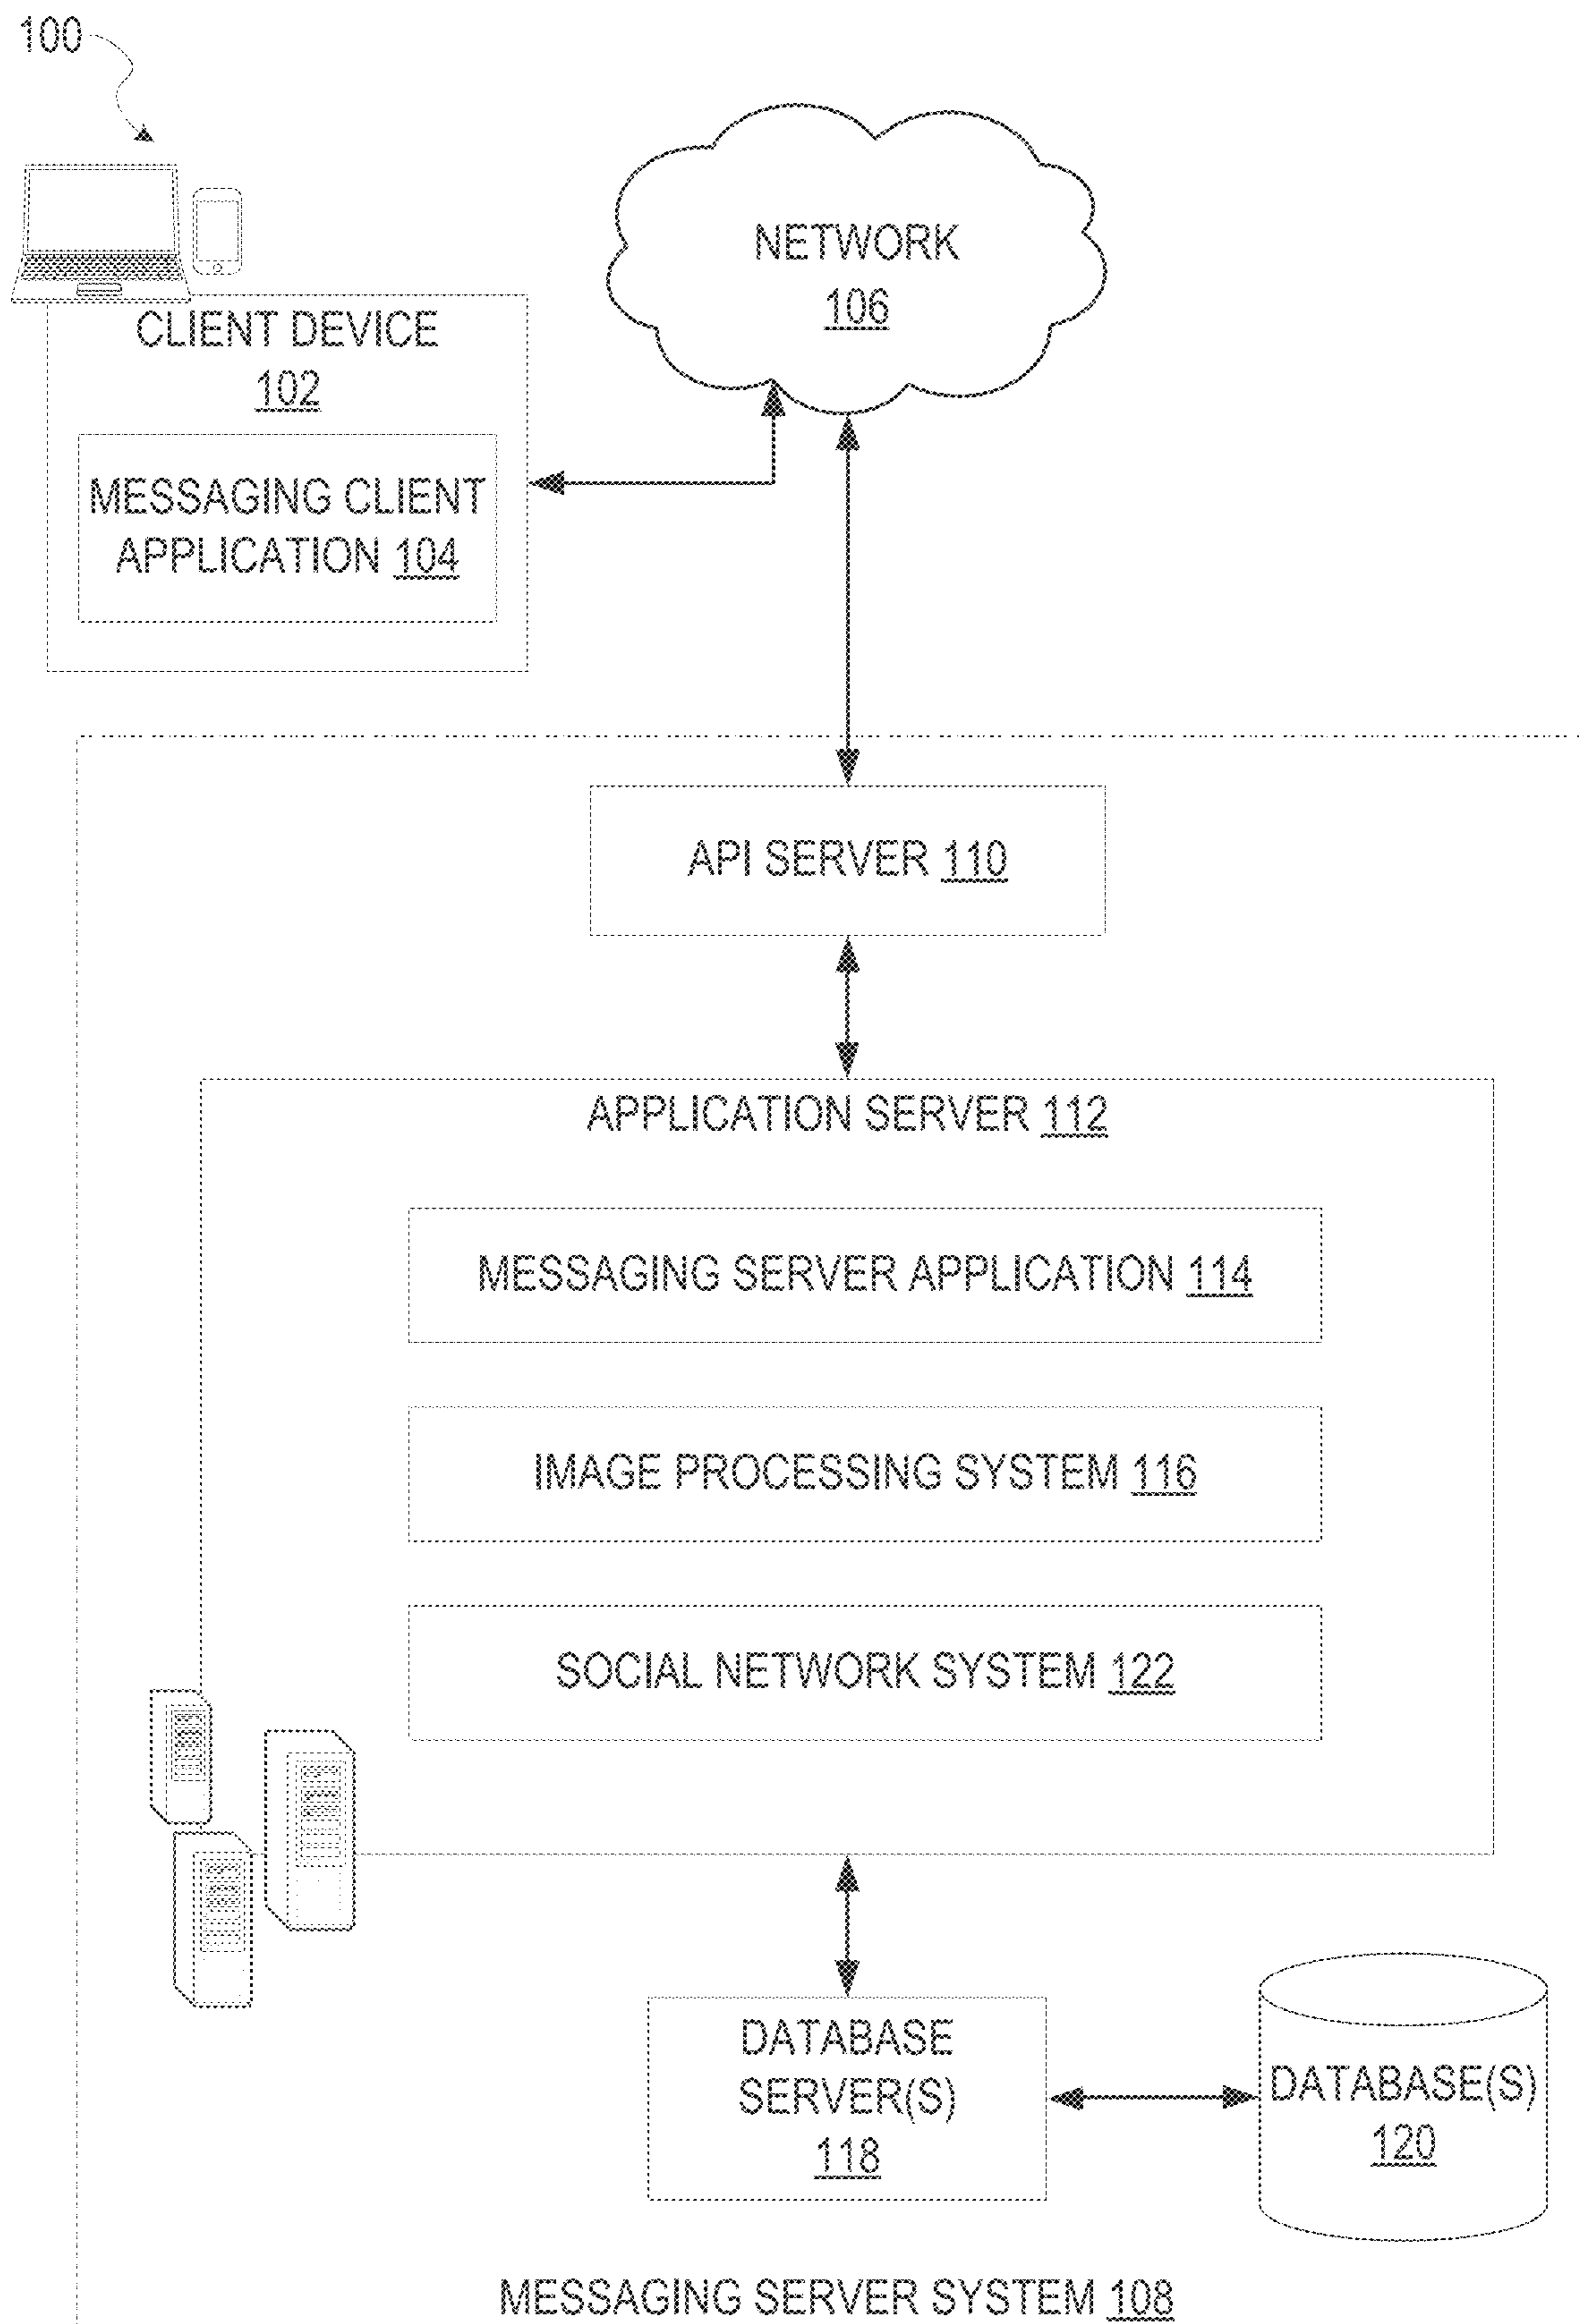 100
NETWORK
106
CLIENT DEVICE
102
MESSAGING CLIENT
APPLICATION 104
API SERVER 110
APPLICATION SERVER 112
MESSAGING SERVER APPLICATION 114
IMAGE PROCESSING SYSTEM 116
SOCIAL NETWORK SYSTEM 122
DATABASE
SERVER(S)
118
DATABASE(S)
120
MESSAGING SERVER SYSTEM 108